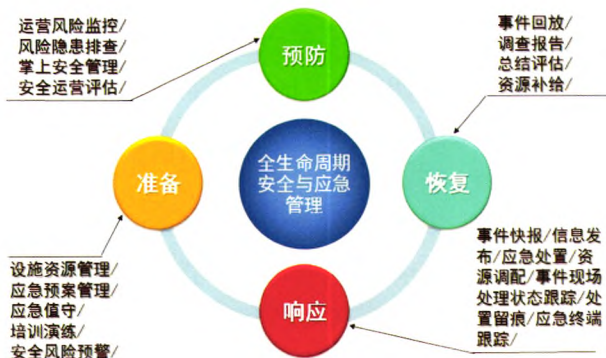 运营风险监控/
风险隐患排查/
掌上安全管理/
安全运营评估/
预防
事件回放/
调查报告/
总结评估/
资源补给/
准备
全生命周期
安全与应急
管理
恢复
设施资源管理/
应急预案管理/
应急值守/
培训演练/
安全风险预警/
响应
事件快报/信息发
布/应急处置/资
源调配/事件现场
处理状态跟踪/处
置留痕/应急终端
跟踪/